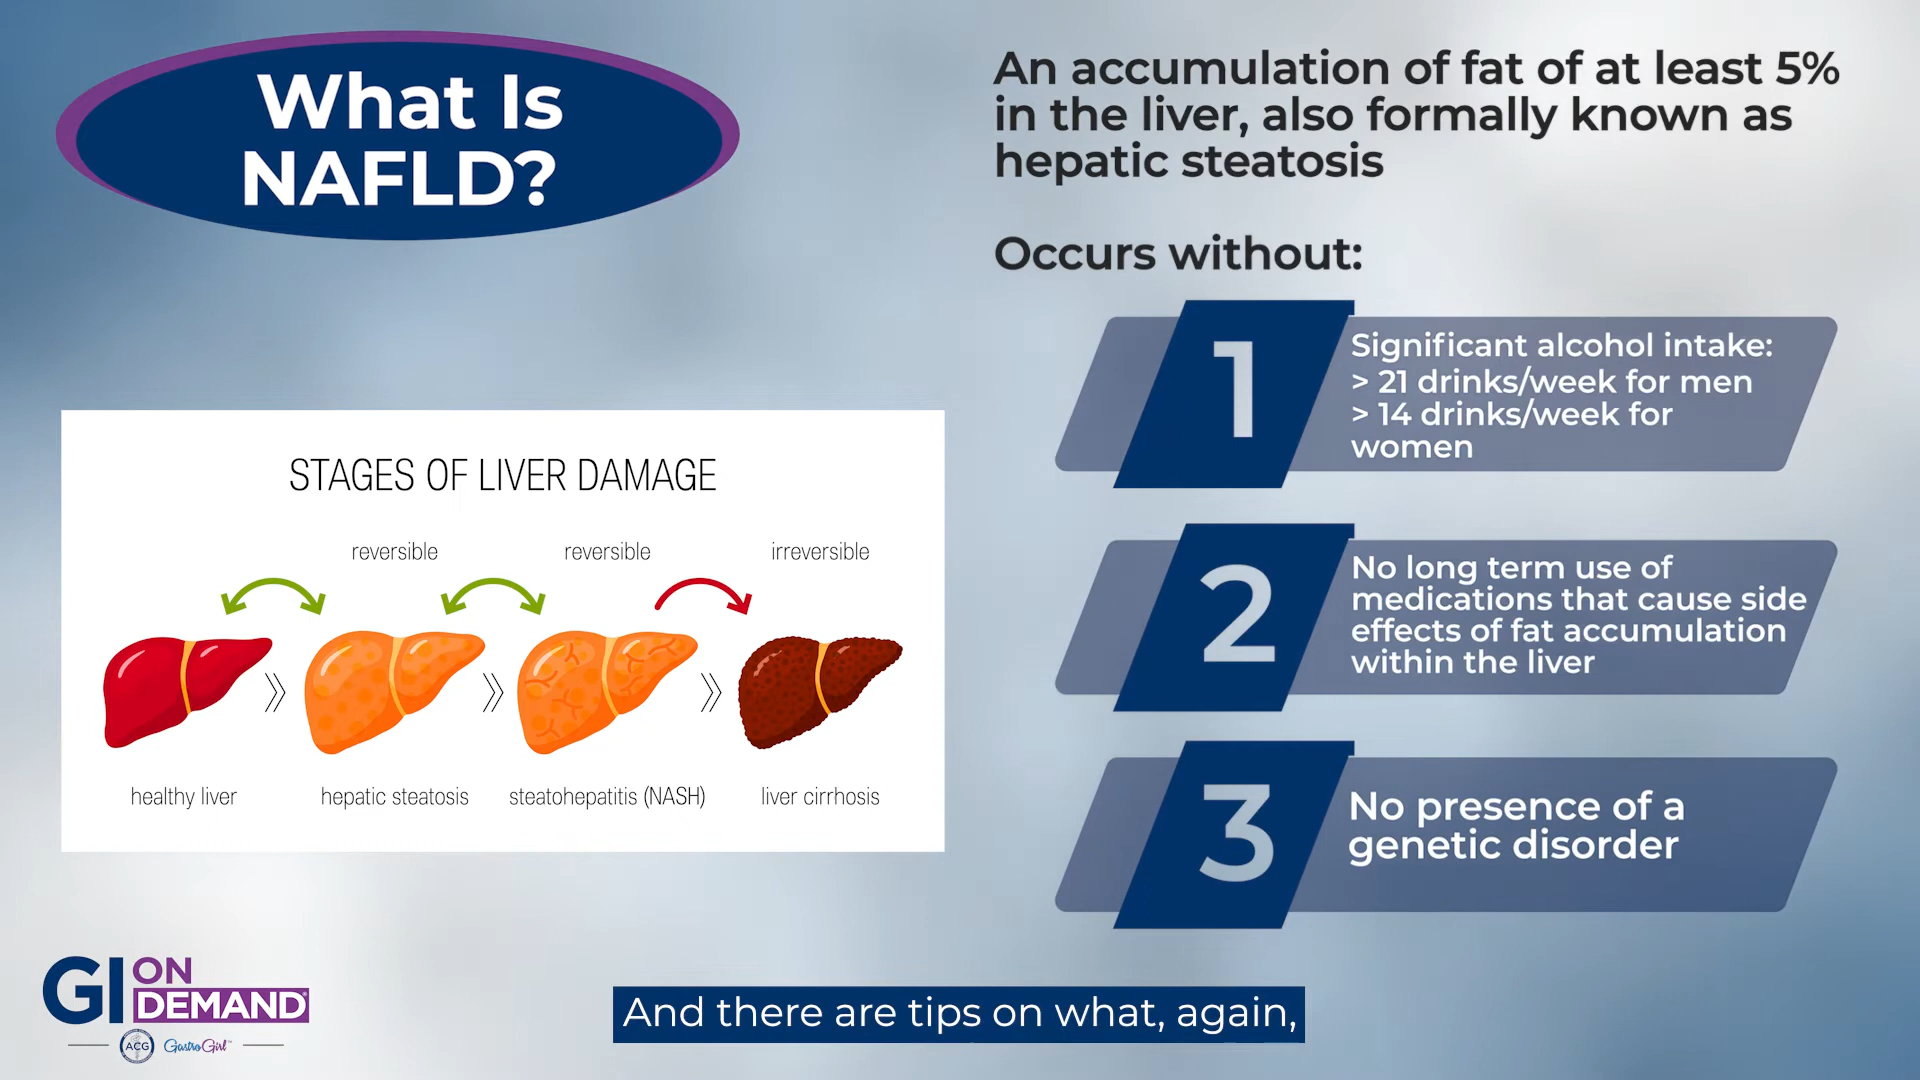 What Is
NAFLD?
An accumulation of fat of at least 5%
in the liver, also formally known as
hepatic steatosis
Occurs without:
1
Significant alcohol intake:
> 21 drinks/week for men
> 14 drinks/week for
women
2
No long term use of
medications that cause side
effects of fat accumulation
within the liver
3
No presence of a
genetic disorder
STAGES OF LIVER DAMAGE
reversible
reversible
irreversible
healthy liver
hepatic steatosis
steatohepatitis (NASH)
liver cirrhosis
GI ON
DEMAND
ACG
GastroGirl
And there are tips on what, again,